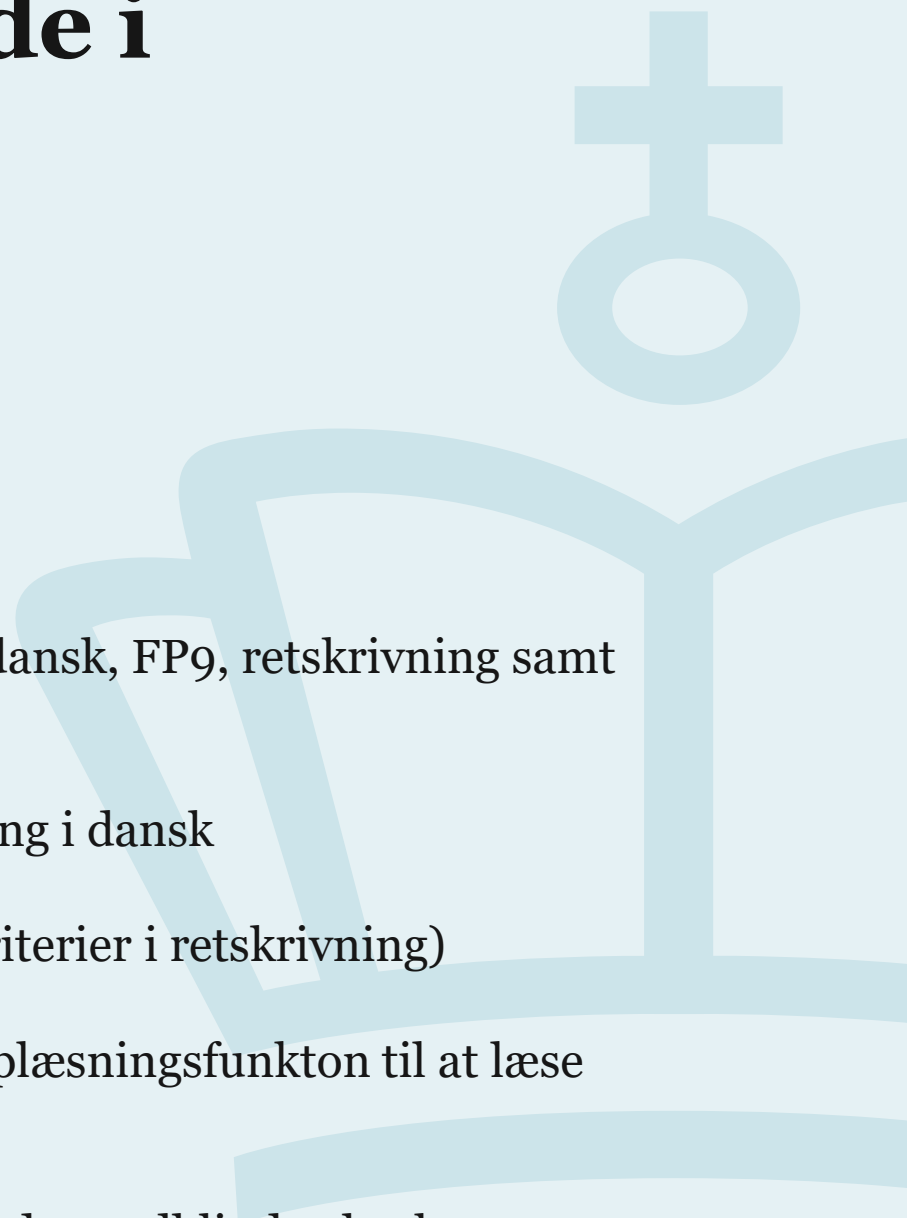 de i
dansk, FP9, retskrivning samt
ng i dansk
iterier i retskrivning)
plæsningsfunkton til at læse